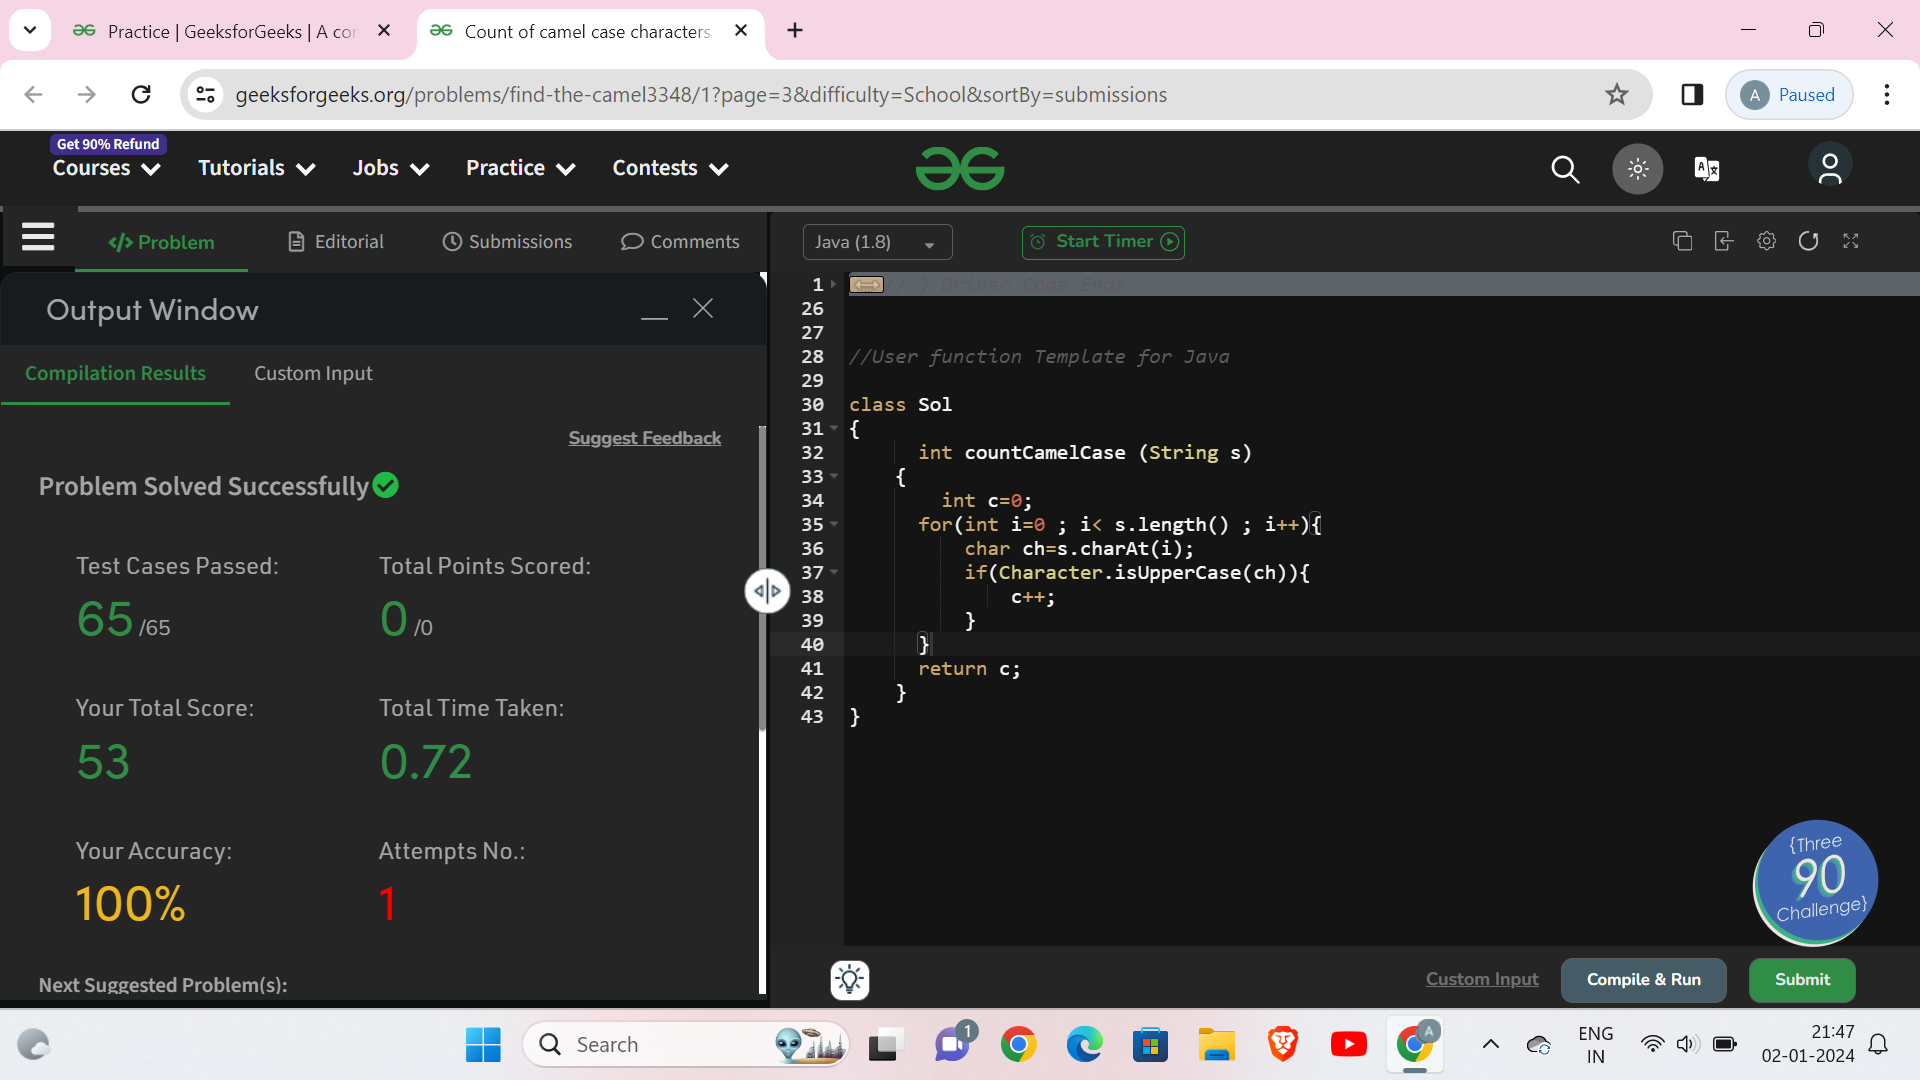 Practice | GeeksforGeeks | A cor
Count of camel case characters
geeksforgeeks.org/problems/find-the-camel3348/1?page=3&difficulty=School&sortBy=submissions
A Paused
Get 90% Refund
Courses Tutorials Jobs Practice Contests
</> Problem Editorial Submissions Comments
Java (1.8) Start Timer
Output Window
Compilation Results Custom Input
Suggest Feedback
Problem Solved Successfully
Test Cases Passed: Total Points Scored:
65 /65 0 /0
Your Total Score: Total Time Taken:
53 0.72
Your Accuracy: Attempts No.:
100% 1
Next Suggested Problem(s):
1 // } Driver Code Ends
26
27
28 //User function Template for Java
29
30 class Sol
31 {
32 int countCamelCase (String s)
33 {
34 int c=0;
35 for(int i=0 ; i< s.length() ; i++){
36 char ch=s.charAt(i);
37 if(Character.isUpperCase(ch)){
38 c++;
39 }
40 }
41 return c;
42 }
43 }
{Three
90
Challenge}
Custom Input Compile & Run Submit
Search
1
A
ENG
IN
21:47
02-01-2024